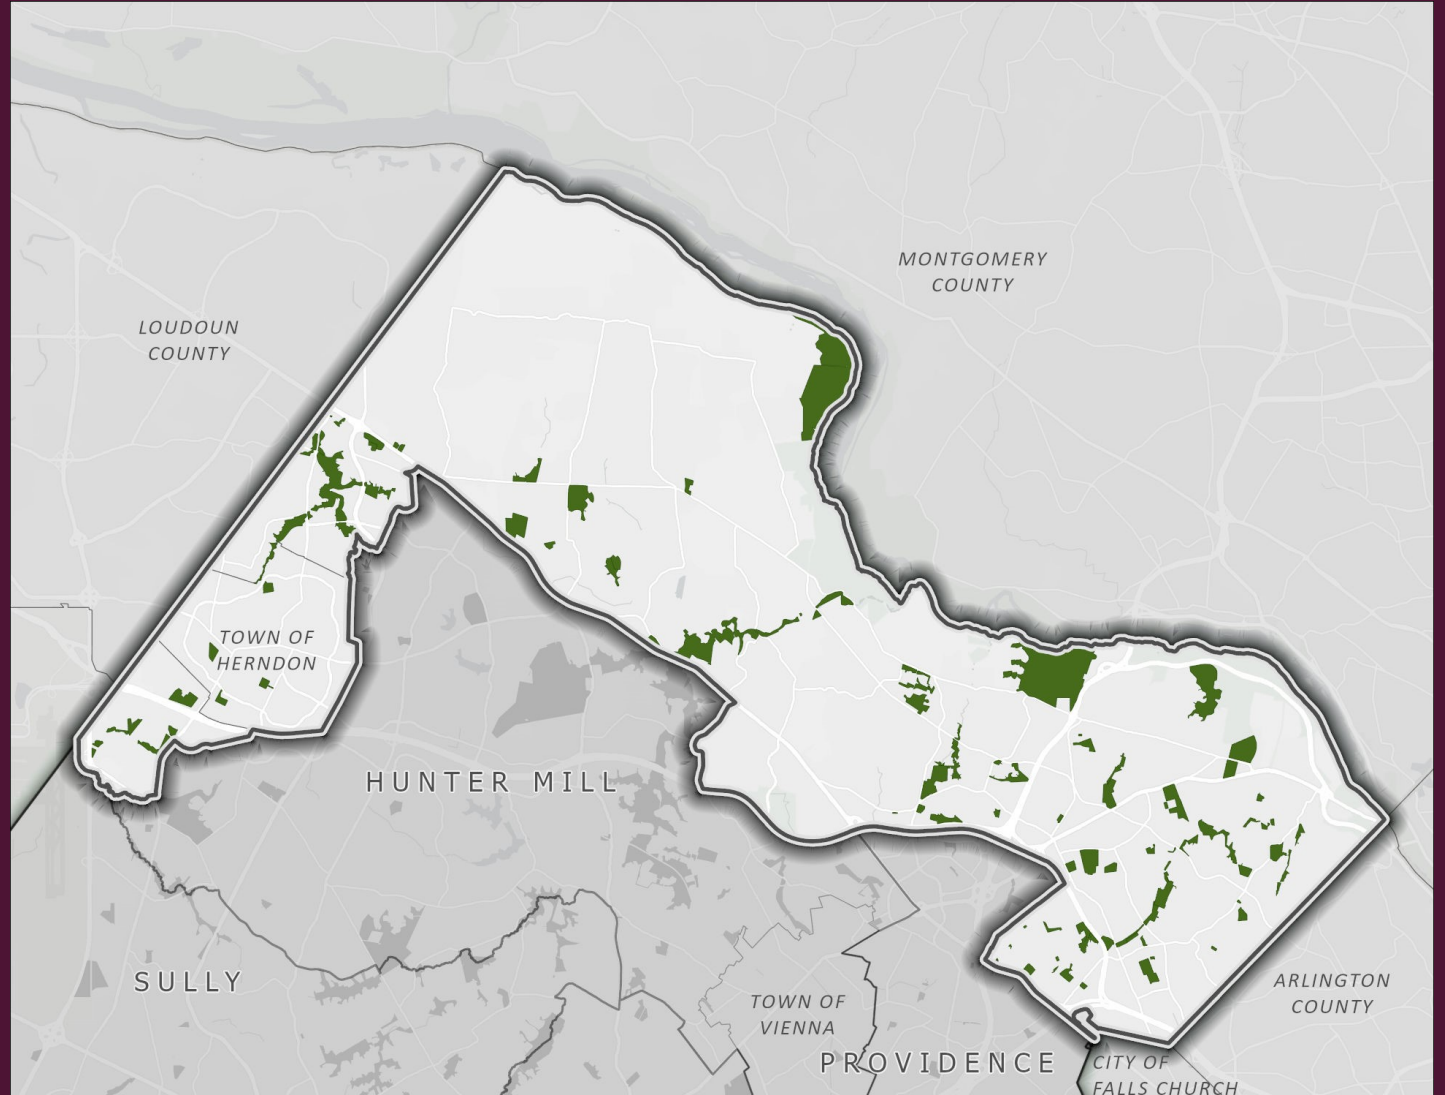 MONTGOMERY
COUNTY
LOUDOUN
COUNTY
TOWN OF
HERNDON
HUNTER MILL
SULLY
ARLINGTON
COUNTY
TOWN OF
VIENNA
PROVIDENCE
CITY OF
FALLS CHURCH